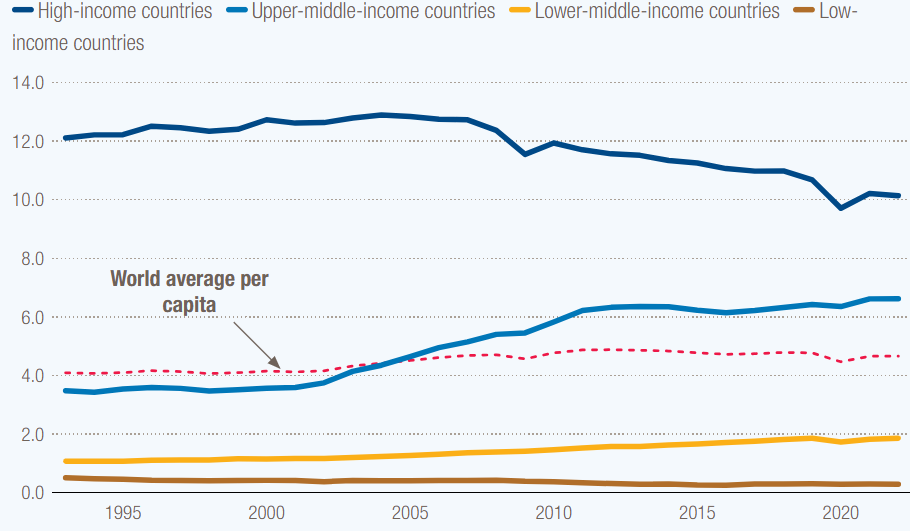 High-income countries Upper-middle-income countries Lower-middle-income countries Low-
income countries
14.0
12.0
10.0
8.0
World average per
capita
6.0
4.0
2.0
0.0
1995 2000 2005 2010 2015 2020